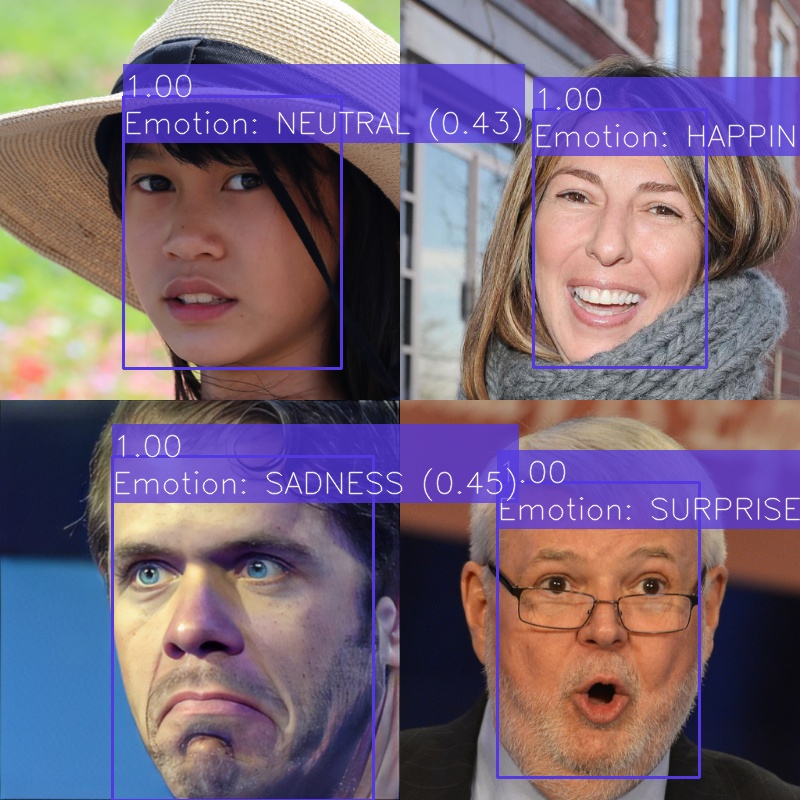 1.00
Emotion: NEUTRAL (0.43)
1.00
Emotion: HAPPIN
1.00
Emotion: SADNESS (0.45)
1.00
Emotion: SURPRISE